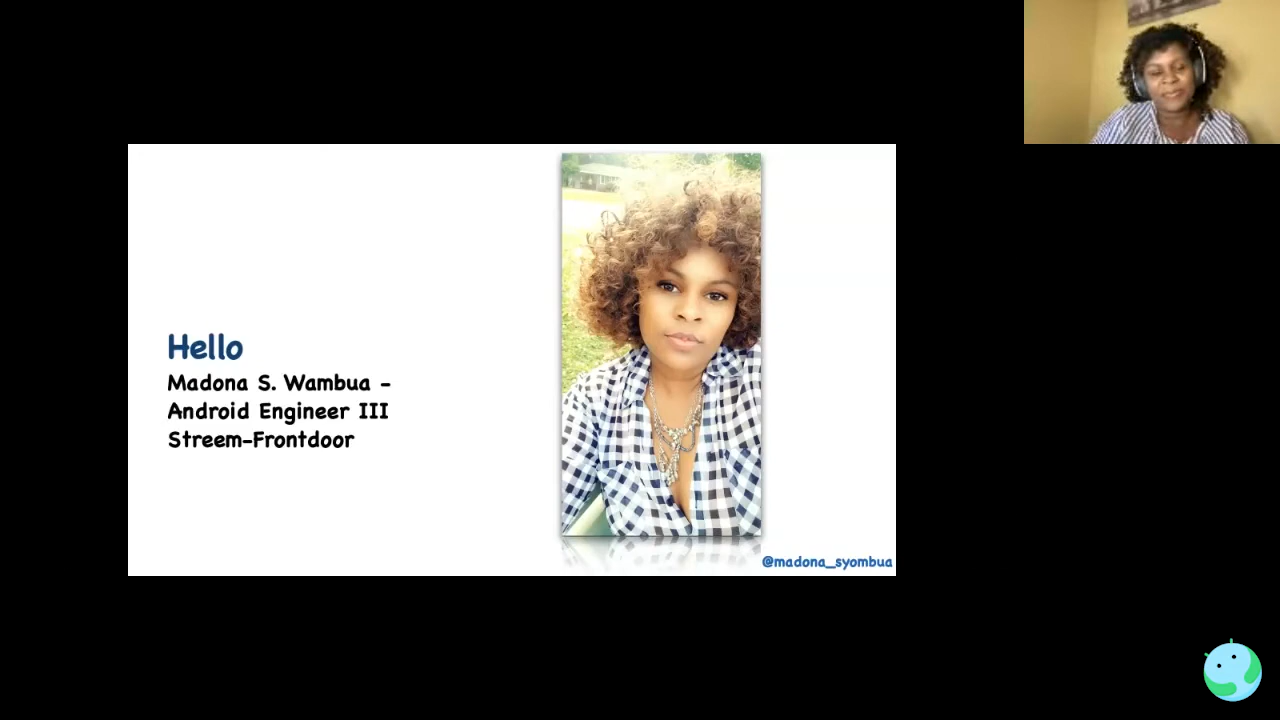 Hello
Madona S. Wambua -
Android Engineer III
Streem-Frontdoor
@madona_syombua